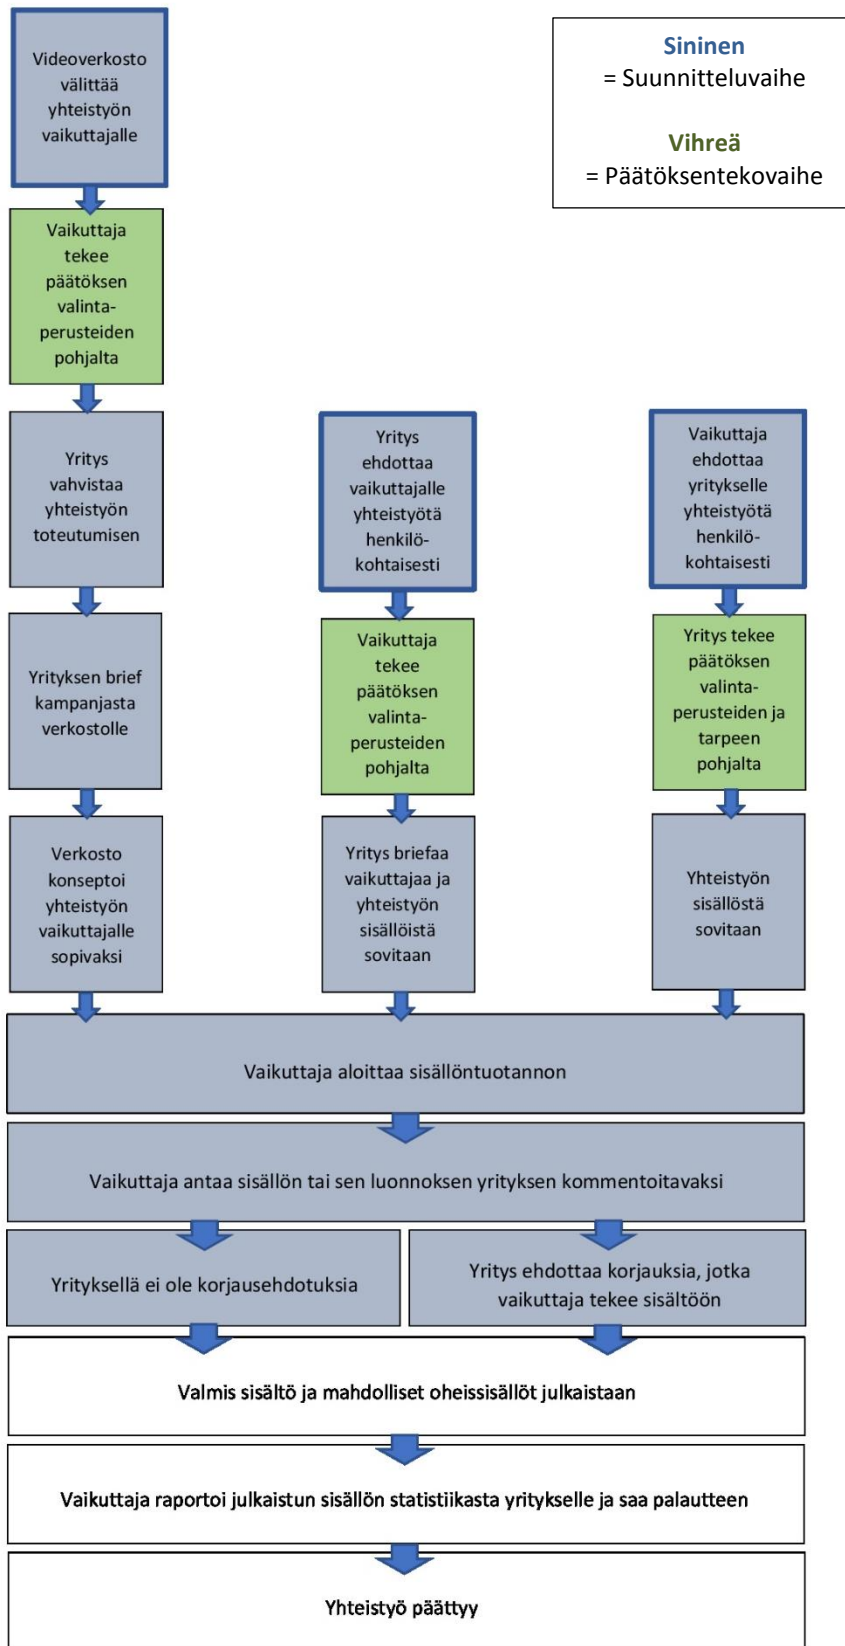 Sininen
= Suunnitteluvaihe
Vihreä
= Päätöksentekovaihe
Videoverkosto
välittää
yhteistyön
vaikuttajalle
Vaikuttaja
tekee
päätöksen
valinta-
perusteiden
pohjalta
Yritys
vahvistaa
yhteistyön
toteutumisen
Yrityksen brief
kampanjasta
verkostolle
Verkosto
konseptoi
yhteistyön
vaikuttajalle
sopivaksi
Yritys
ehdottaa
vaikuttajalle
yhteistyötä
henkilö-
kohtaisesti
Vaikuttaja
tekee
päätöksen
valinta-
perusteiden
pohjalta
Yritys briefaa
vaikuttajaa ja
yhteistyön
sisällöistä
sovitaan
Vaikuttaja
ehdottaa
yritykselle
yhteistyötä
henkilö-
kohtaisesti
Yritys tekee
päätöksen
valinta-
perusteiden ja
tarpeen
pohjalta
Yhteistyön
sisällöstä
sovitaan
Vaikuttaja aloittaa sisällöntuotannon
Vaikuttaja antaa sisällön tai sen luonnoksen yrityksen kommentoitavaksi
Yrityksellä ei ole korjausehdotuksia
Yritys ehdottaa korjauksia, jotka
vaikuttaja tekee sisältöön
Valmis sisältö ja mahdolliset oheissisällöt julkaistaan
Vaikuttaja raportoi julkaistun sisällön statistiikasta yritykselle ja saa palautteen
Yhteistyö päättyy